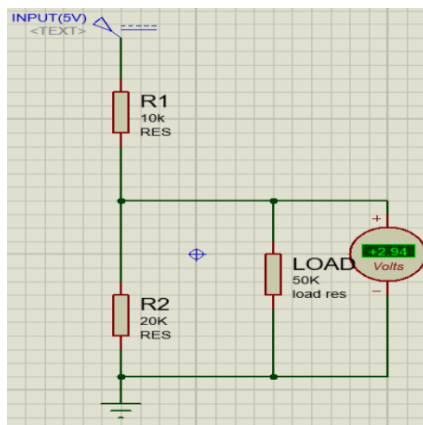 INPUT(5V)
<TEXT>
R1
10k
RES
+
+2.94
Volts
LOAD
50K
load res
R2
20K
RES